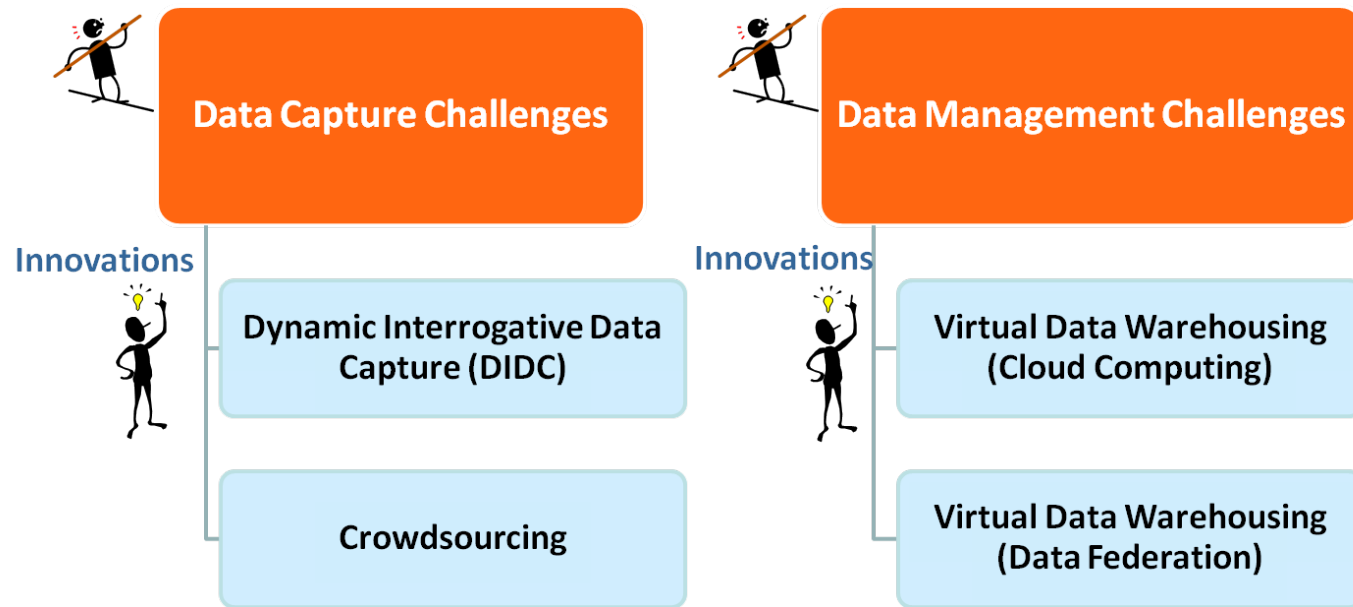 Data Capture Challenges
Innovations
Dynamic Interrogative Data
Capture (DIDC)
Crowdsourcing
Data Management Challenges
Innovations
Virtual Data Warehousing
(Cloud Computing)
Virtual Data Warehousing
(Data Federation)